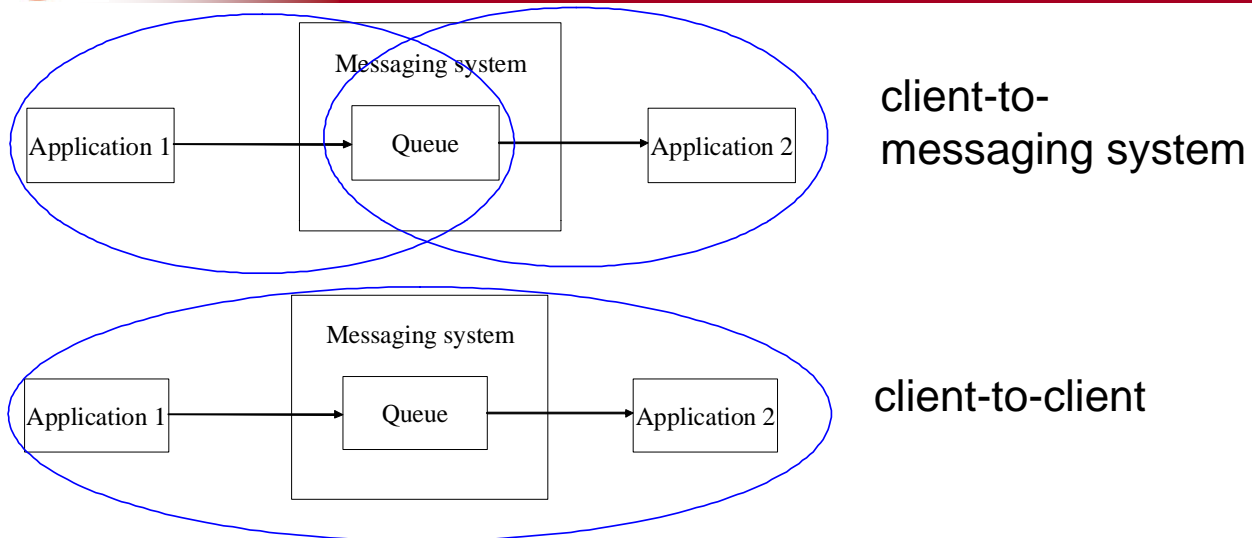 Messaging system
Application 1
Queue
Application 2
client-to-
messaging system
Messaging system
Application 1
Queue
Application 2
client-to-client